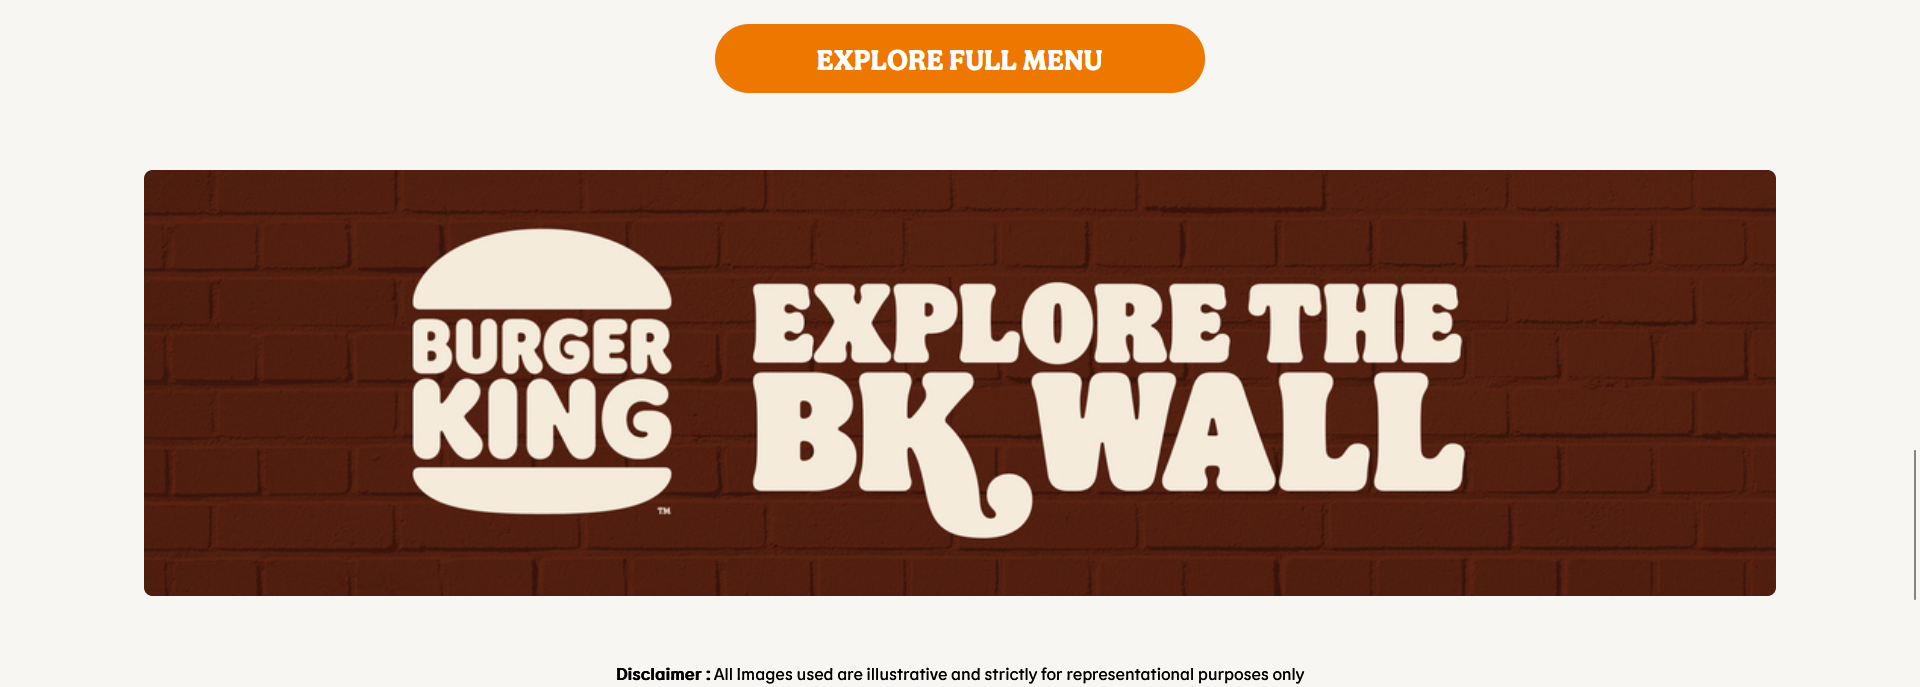 EXPLORE FULL MENU
BURGER
KING
TM
EXPLORE THE
BK WALL
Disclaimer : All Images used are illustrative and strictly for representational purposes only